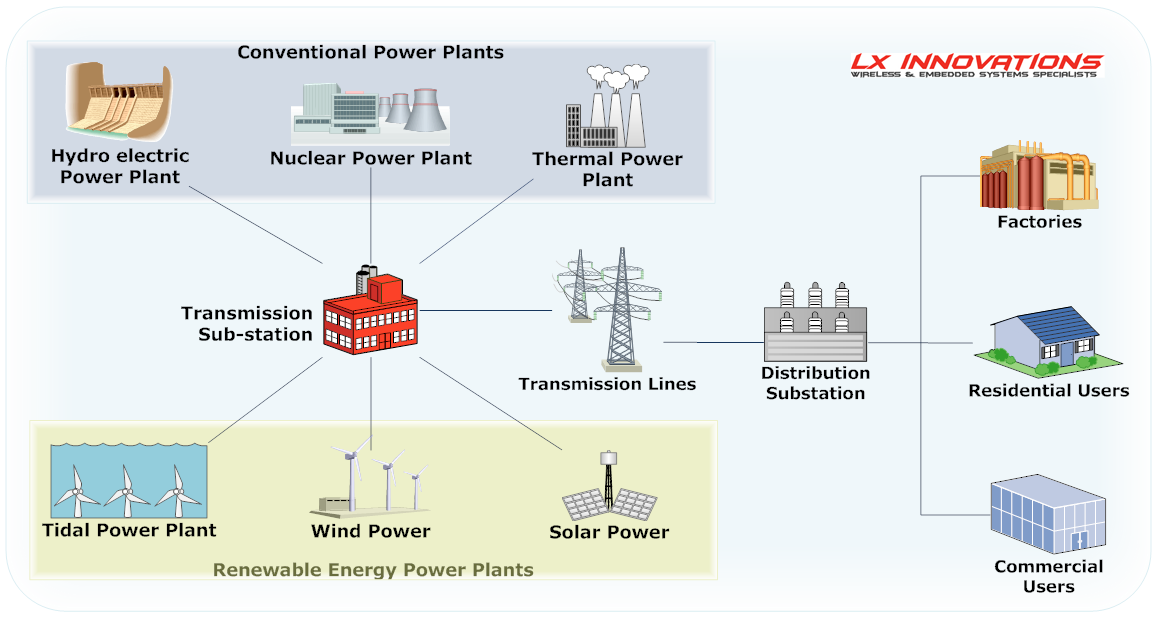 Conventional Power Plants
LX INNOVATIONS
WIRELESS & EMBEDDED SYSTEMS SPECIALISTS
Hydro electric
Power Plant
Nuclear Power Plant
Thermal Power
Plant
Factories
Transmission
Sub-station
Transmission Lines
Distribution
Substation
Residential Users
Tidal Power Plant
Wind Power
Solar Power
Renewable Energy Power Plants
Commercial
Users